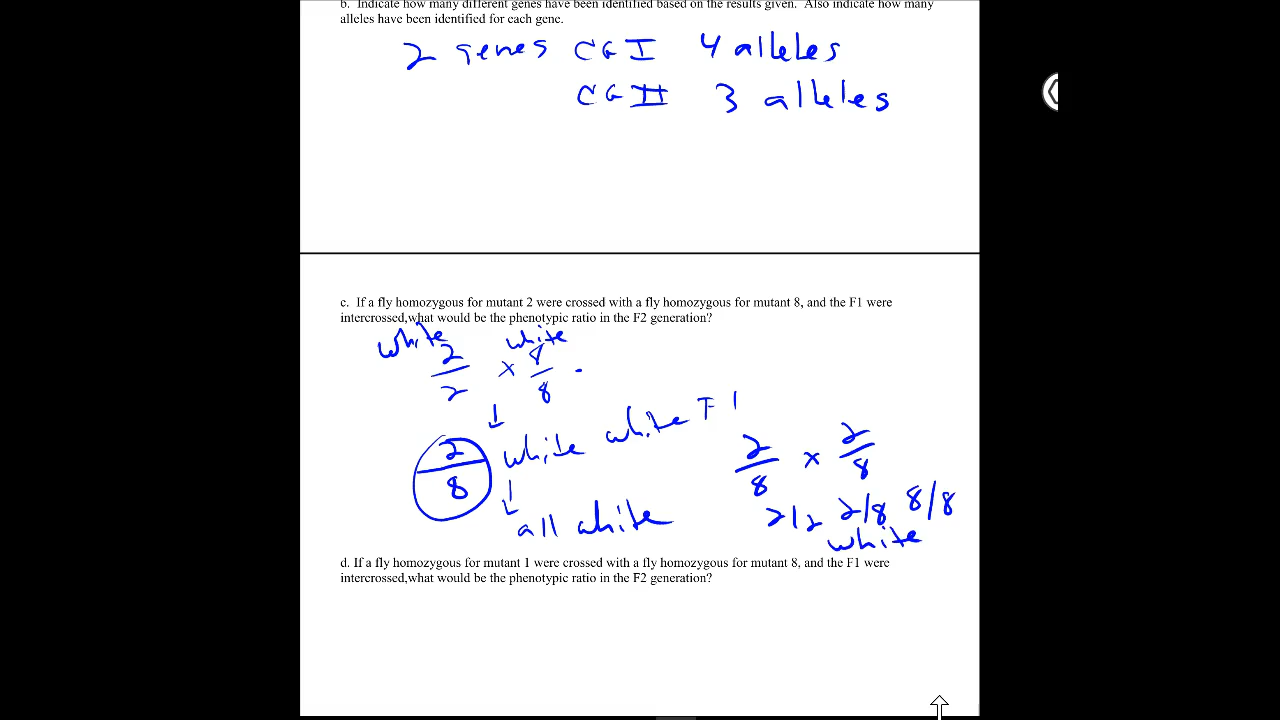 b. Indicate how many different genes have been identified based on the results given. Also indicate how many
alleles have been identified for each gene.
2 genes CG I 4 alleles
CG II 3 alleles
c. If a fly homozygous for mutant 2 were crossed with a fly homozygous for mutant 8, and the F1 were
intercrossed,what would be the phenotypic ratio in the F2 generation?
white white
2/2 x 8/8
2/8 white white F1
all white
2/8 x 2/8
2/2 2/8 8/8
white
d. If a fly homozygous for mutant 1 were crossed with a fly homozygous for mutant 8, and the F1 were
intercrossed,what would be the phenotypic ratio in the F2 generation?